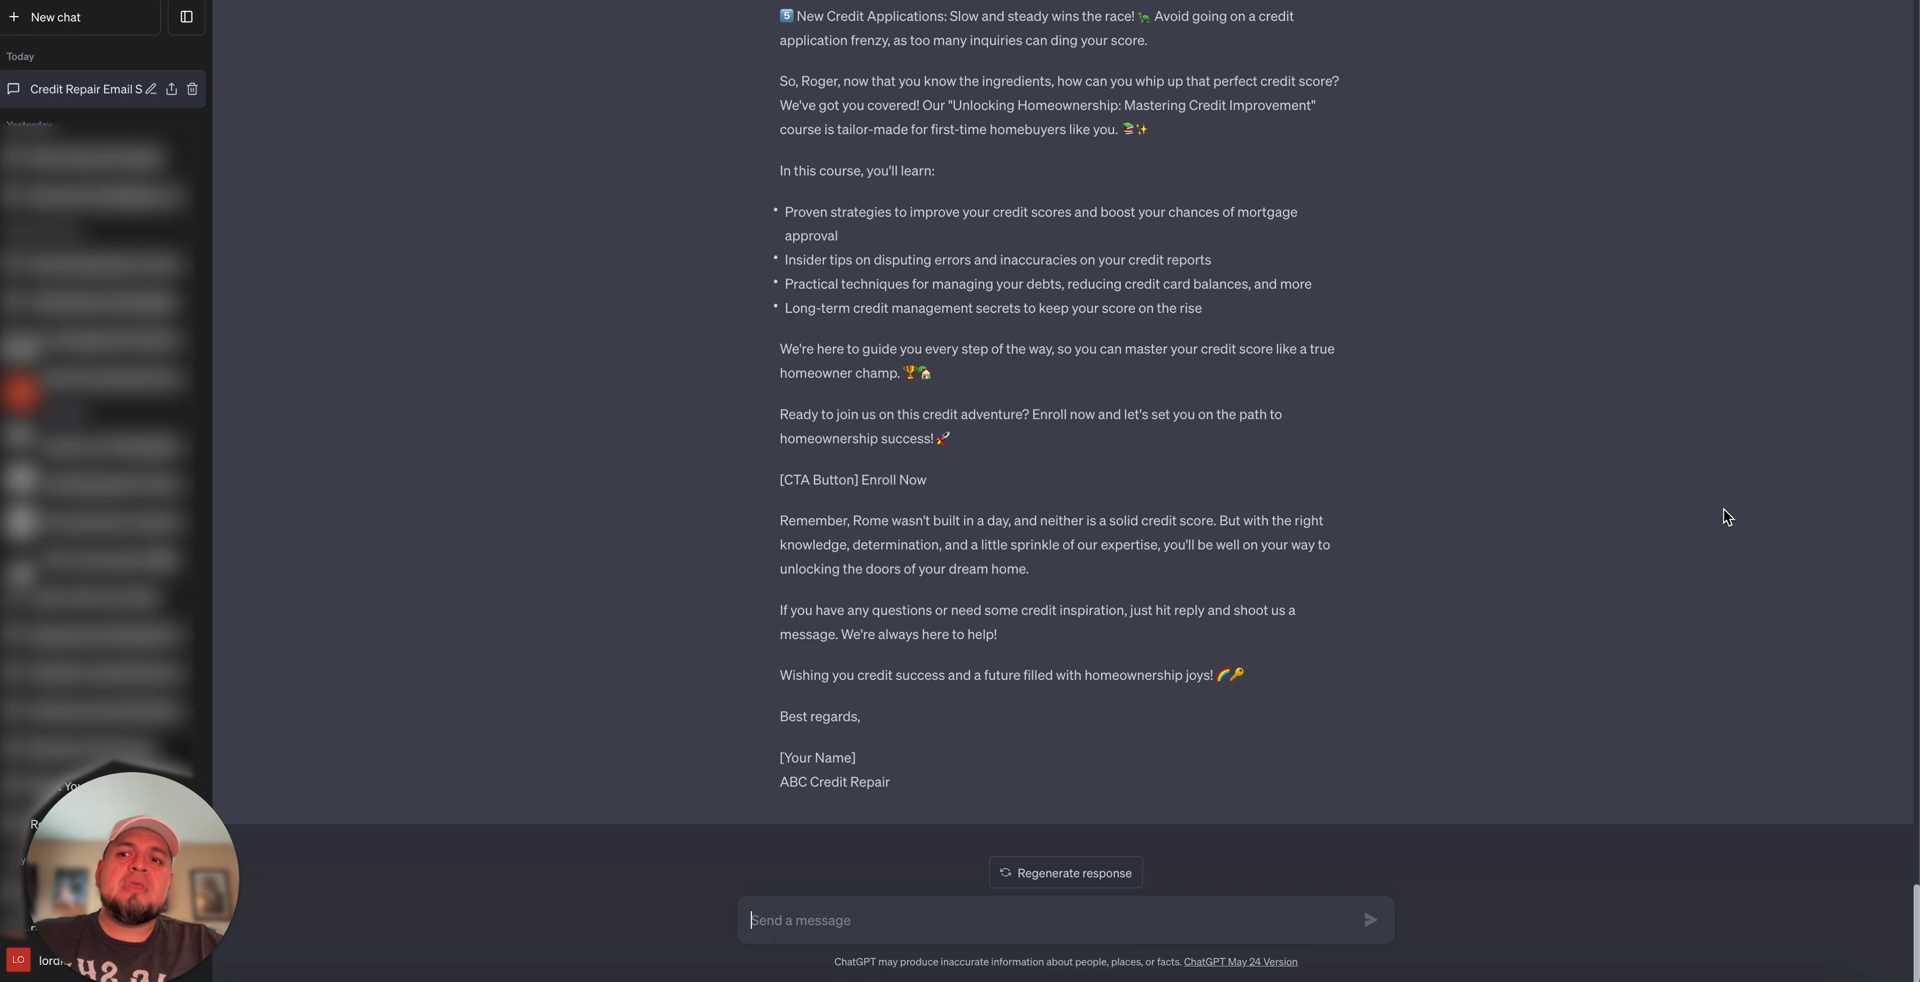 New chat
Today
Credit Repair Email S
Yesterday
5 New Credit Applications: Slow and steady wins the race! 🐢 Avoid going on a credit
application frenzy, as too many inquiries can ding your score.
So, Roger, now that you know the ingredients, how can you whip up that perfect credit score?
We've got you covered! Our "Unlocking Homeownership: Mastering Credit Improvement"
course is tailor-made for first-time homebuyers like you. 📚✨
In this course, you'll learn:
• Proven strategies to improve your credit scores and boost your chances of mortgage
approval
• Insider tips on disputing errors and inaccuracies on your credit reports
• Practical techniques for managing your debts, reducing credit card balances, and more
• Long-term credit management secrets to keep your score on the rise
We're here to guide you every step of the way, so you can master your credit score like a true
homeowner champ. 🏆🏡
Ready to join us on this credit adventure? Enroll now and let's set you on the path to
homeownership success! 🚀
[CTA Button] Enroll Now
Remember, Rome wasn't built in a day, and neither is a solid credit score. But with the right
knowledge, determination, and a little sprinkle of our expertise, you'll be well on your way to
unlocking the doors of your dream home.
If you have any questions or need some credit inspiration, just hit reply and shoot us a
message. We're always here to help!
Wishing you credit success and a future filled with homeownership joys! 🌈🔑
Best regards,
[Your Name]
ABC Credit Repair
Regenerate response
Send a message
ChatGPT may produce inaccurate information about people, places, or facts. ChatGPT May 24 Version
LO